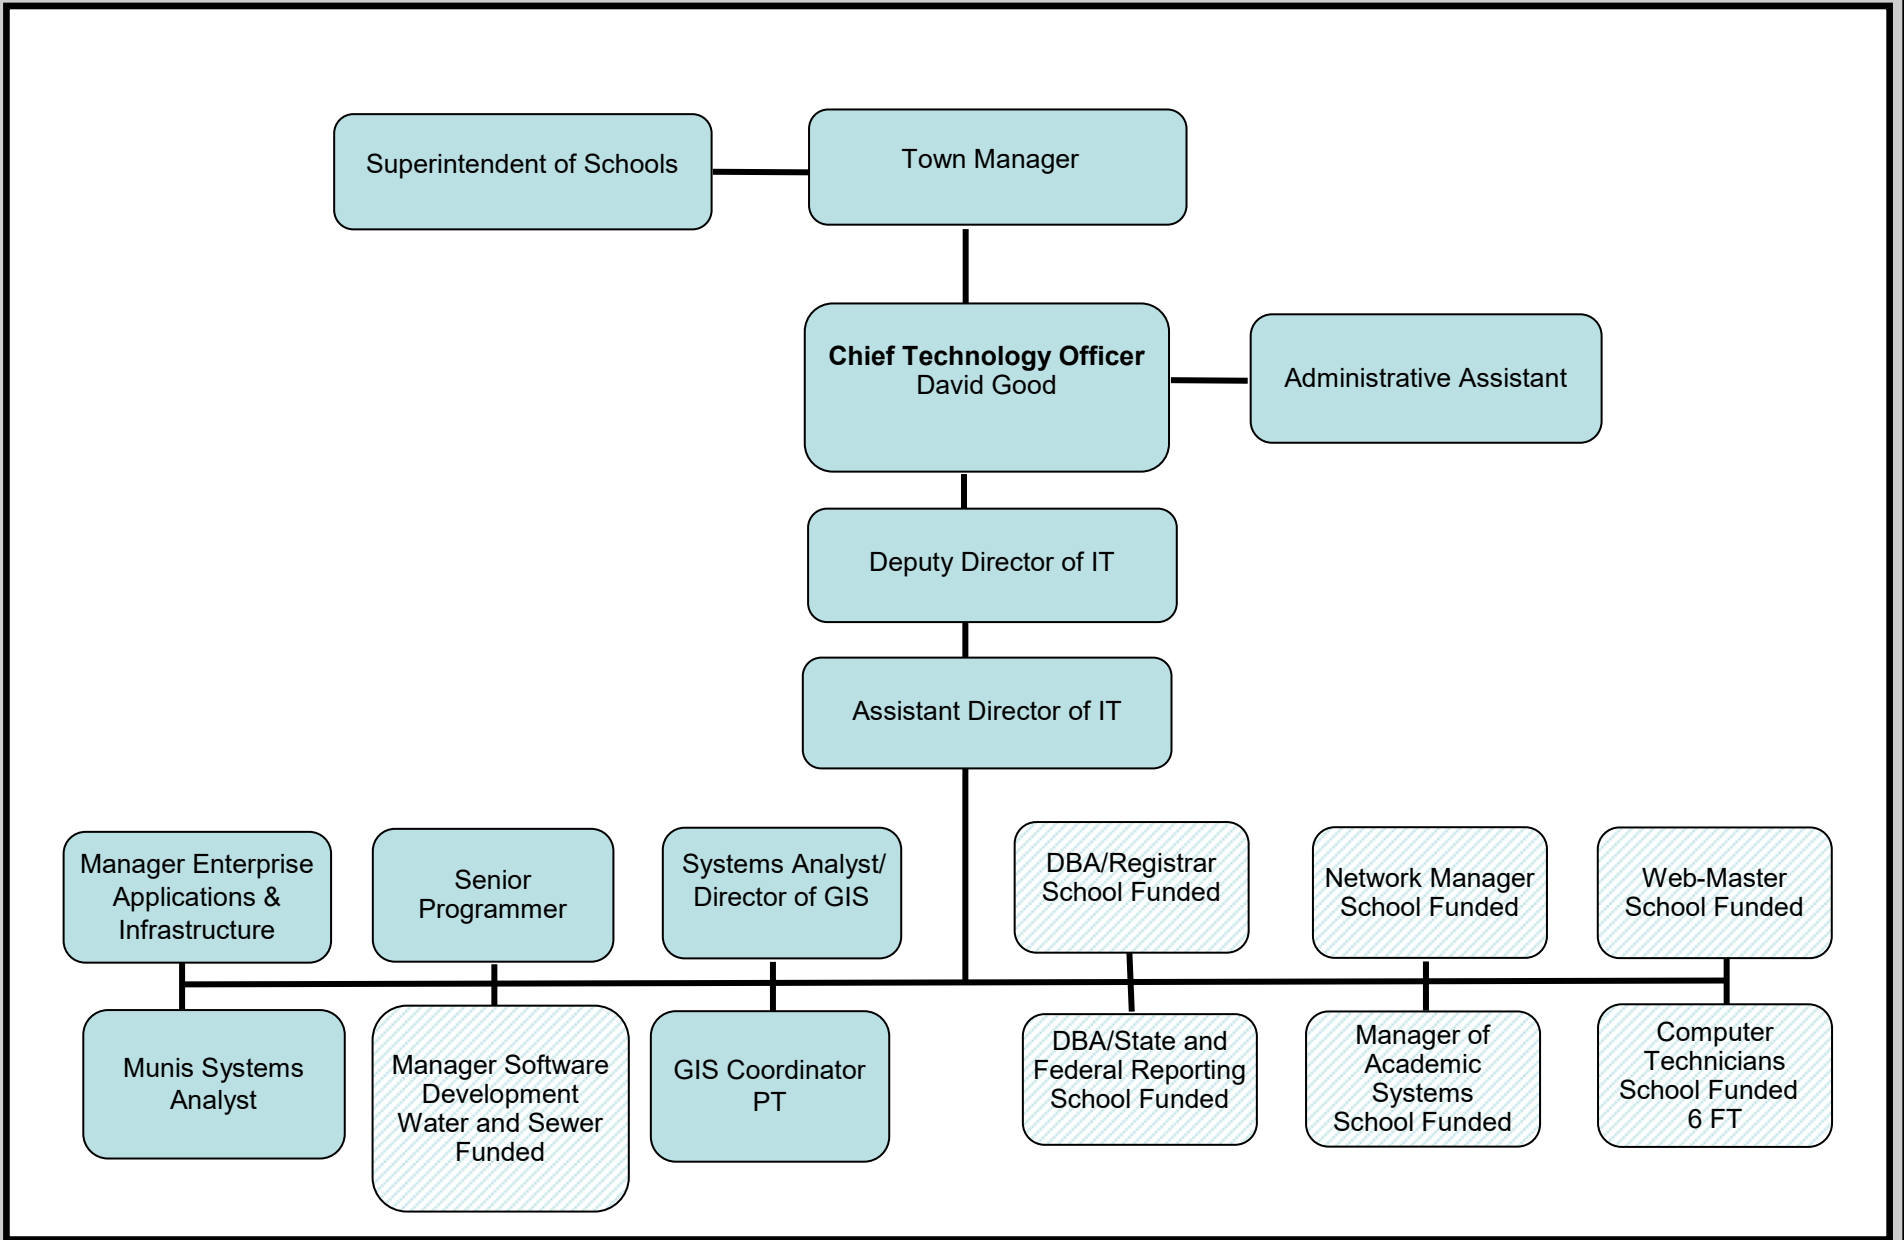 Superintendent of Schools
Town Manager
Chief Technology Officer
David Good
Administrative Assistant
Deputy Director of IT
Assistant Director of IT
Manager Enterprise
Applications &
Infrastructure
Senior
Programmer
Systems Analyst/
Director of GIS
DBA/Registrar
School Funded
Network Manager
School Funded
Web-Master
School Funded
Munis Systems
Analyst
Manager Software
Development
Water and Sewer
Funded
GIS Coordinator
PT
DBA/State and
Federal Reporting
School Funded
Manager of
Academic
Systems
School Funded
Computer
Technicians
School Funded
6 FT